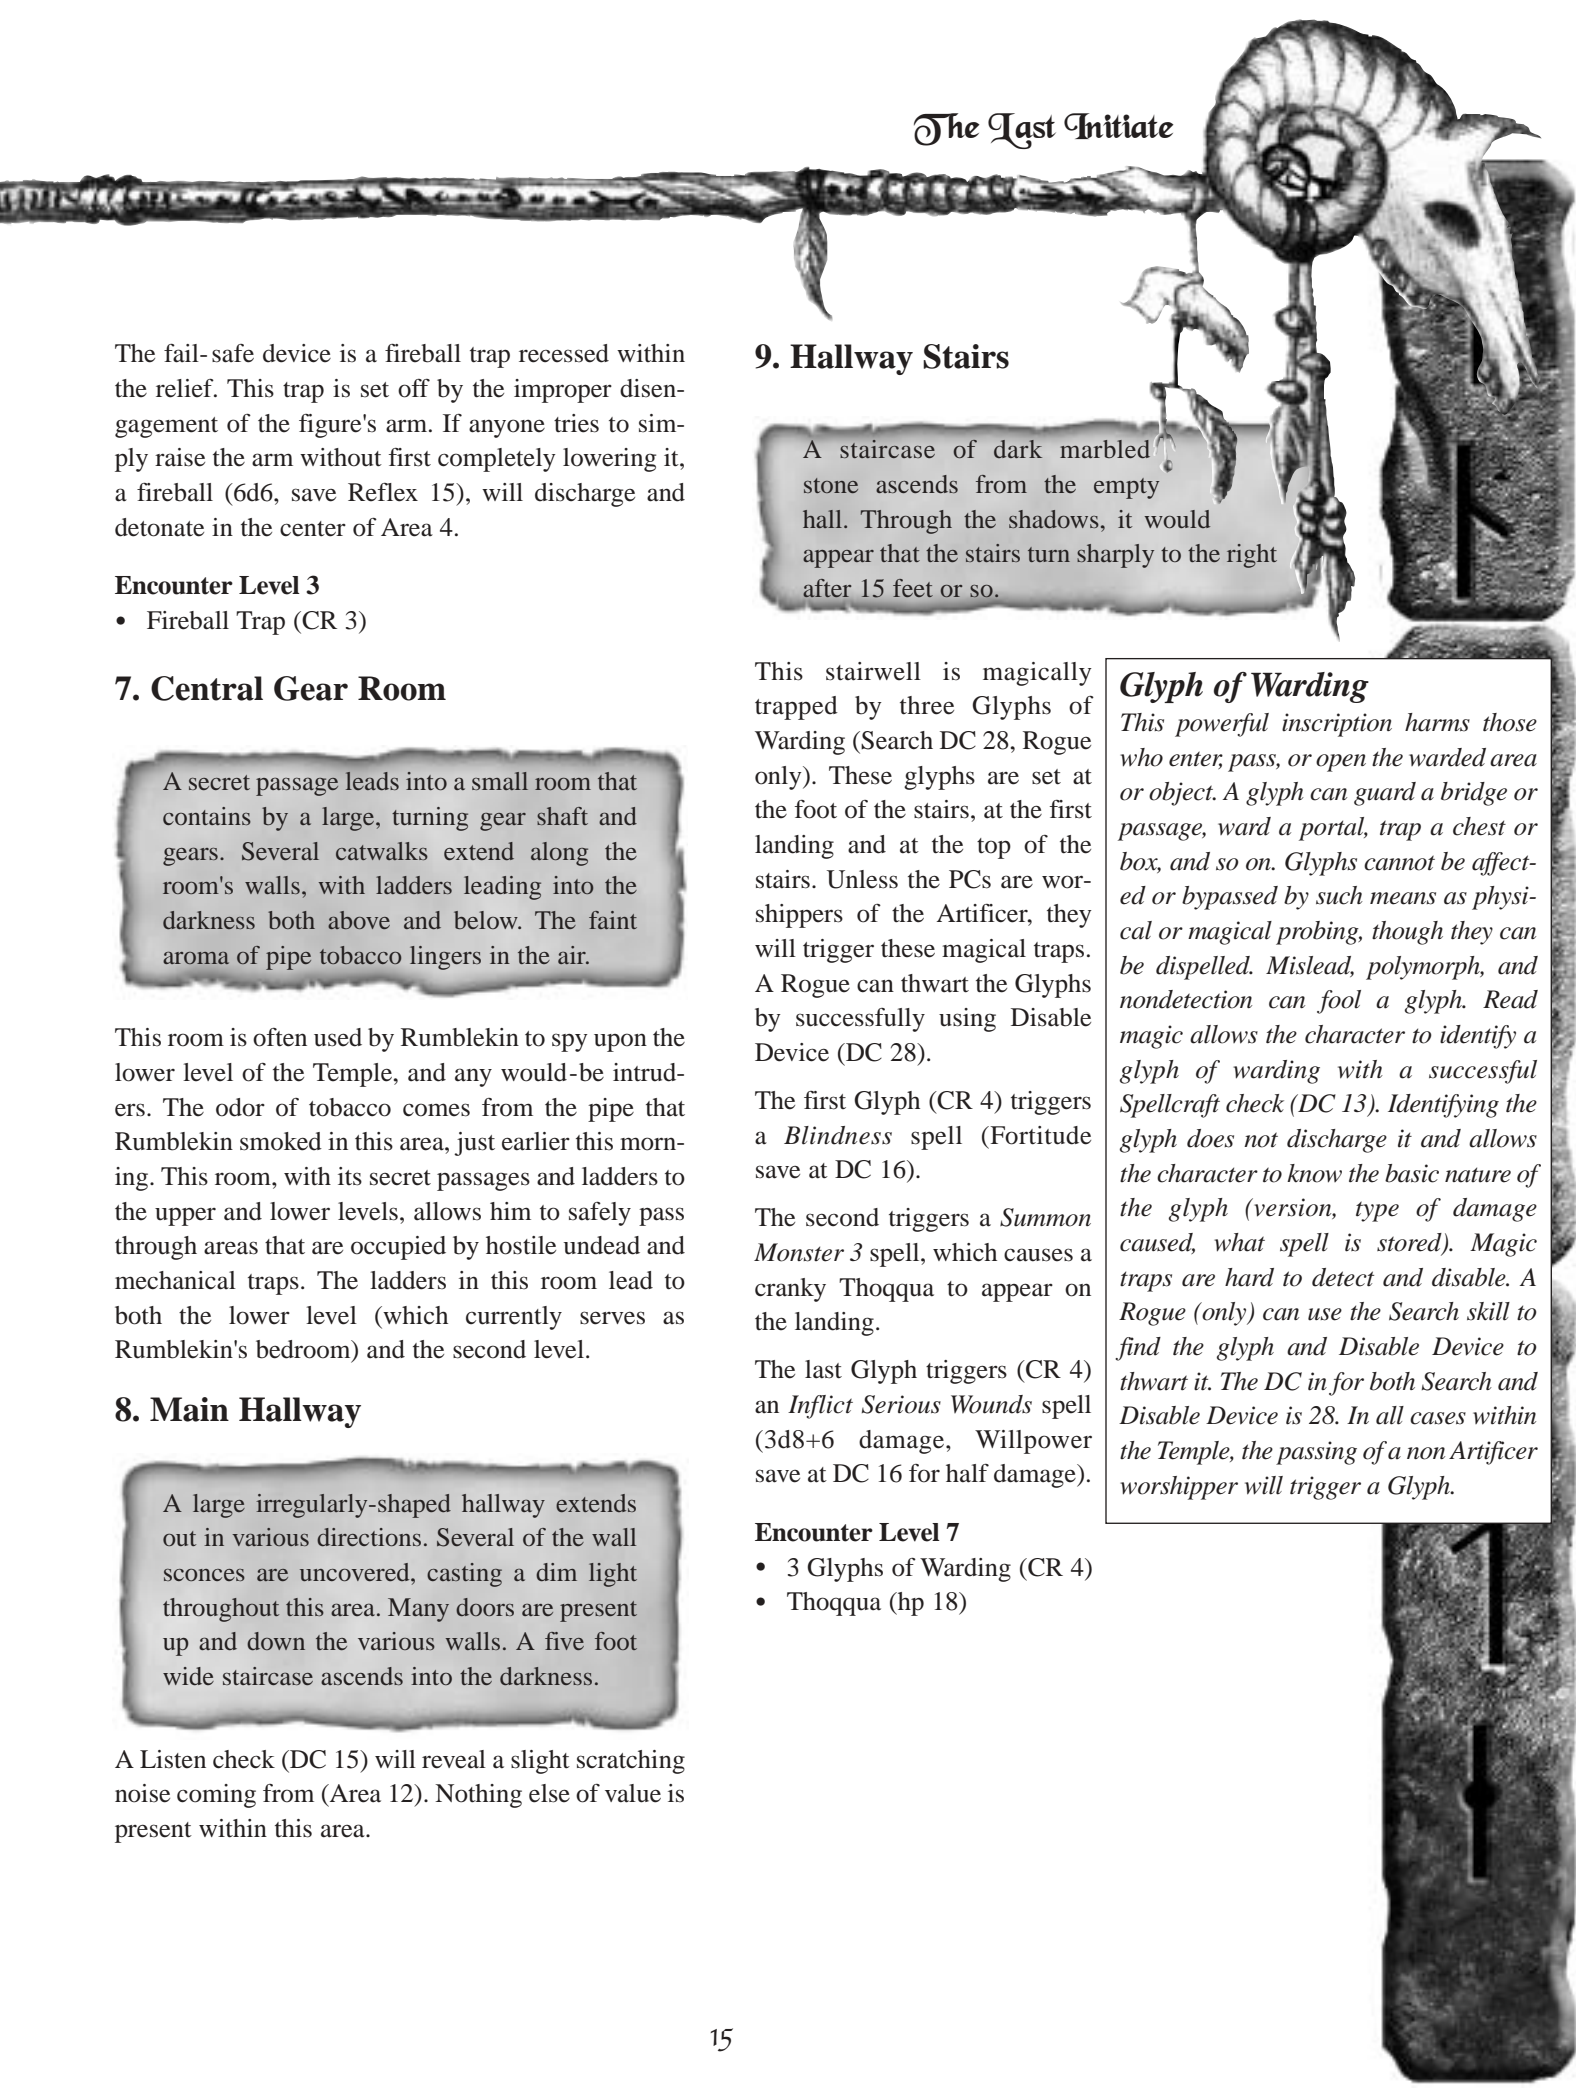 The Last Initiate
The fail-safe device is a fireball trap recessed within
the relief. This trap is set off by the improper disen-
gagement of the figure's arm. If anyone tries to sim-
ply raise the arm without first completely lowering it,
a fireball (6d6, save Reflex 15), will discharge and
detonate in the center of Area 4.
Encounter Level 3
• Fireball Trap (CR 3)
7. Central Gear Room
A secret passage leads into a small room that
contains by a large, turning gear shaft and
gears. Several catwalks extend along the
room's walls, with ladders leading into the
darkness both above and below. The faint
aroma of pipe tobacco lingers in the air.
This room is often used by Rumblekin to spy upon the
lower level of the Temple, and any would-be intrud-
ers. The odor of tobacco comes from the pipe that
Rumblekin smoked in this area, just earlier this morn-
ing. This room, with its secret passages and ladders to
the upper and lower levels, allows him to safely pass
through areas that are occupied by hostile undead and
mechanical traps. The ladders in this room lead to
both the lower level (which currently serves as
Rumblekin's bedroom) and the second level.
8. Main Hallway
A large irregularly-shaped hallway extends
out in various directions. Several of the wall
sconces are uncovered, casting a dim light
throughout this area. Many doors are present
up and down the various walls. A five foot
wide staircase ascends into the darkness.
A Listen check (DC 15) will reveal a slight scratching
noise coming from (Area 12). Nothing else of value is
present within this area.
9. Hallway Stairs
A staircase of dark marbled
stone ascends from the empty
hall. Through the shadows, it would
appear that the stairs turn sharply to the right
after 15 feet or so.
This stairwell is magically
trapped by three Glyphs of
Warding (Search DC 28, Rogue
only). These glyphs are set at
the foot of the stairs, at the first
landing and at the top of the
stairs. Unless the PCs are wor-
shippers of the Artificer, they
will trigger these magical traps.
A Rogue can thwart the Glyphs
by successfully using Disable
Device (DC 28).
The first Glyph (CR 4) triggers
a Blindness spell (Fortitude
save at DC 16).
The second triggers a Summon
Monster 3 spell, which causes a
cranky Thoqqua to appear on
the landing.
The last Glyph triggers (CR 4)
an Inflict Serious Wounds spell
(3d8+6 damage, Willpower
save at DC 16 for half damage).
Encounter Level 7
• 3 Glyphs of Warding (CR 4)
• Thoqqua (hp 18)
Glyph of Warding
This powerful inscription harms those
who enter, pass, or open the warded area
or object. A glyph can guard a bridge or
passage, ward a portal, trap a chest or
box, and so on. Glyphs cannot be affect-
ed or bypassed by such means as physi-
cal or magical probing, though they can
be dispelled. Mislead, polymorph, and
nondetection can fool a glyph. Read
magic allows the character to identify a
glyph of warding with a successful
Spellcraft check (DC 13). Identifying the
glyph does not discharge it and allows
the character to know the basic nature of
the glyph (version, type of damage
caused, what spell is stored). Magic
traps are hard to detect and disable. A
Rogue (only) can use the Search skill to
find the glyph and Disable Device to
thwart it. The DC in for both Search and
Disable Device is 28. In all cases within
the Temple, the passing of a non Artificer
worshipper will trigger a Glyph.
15